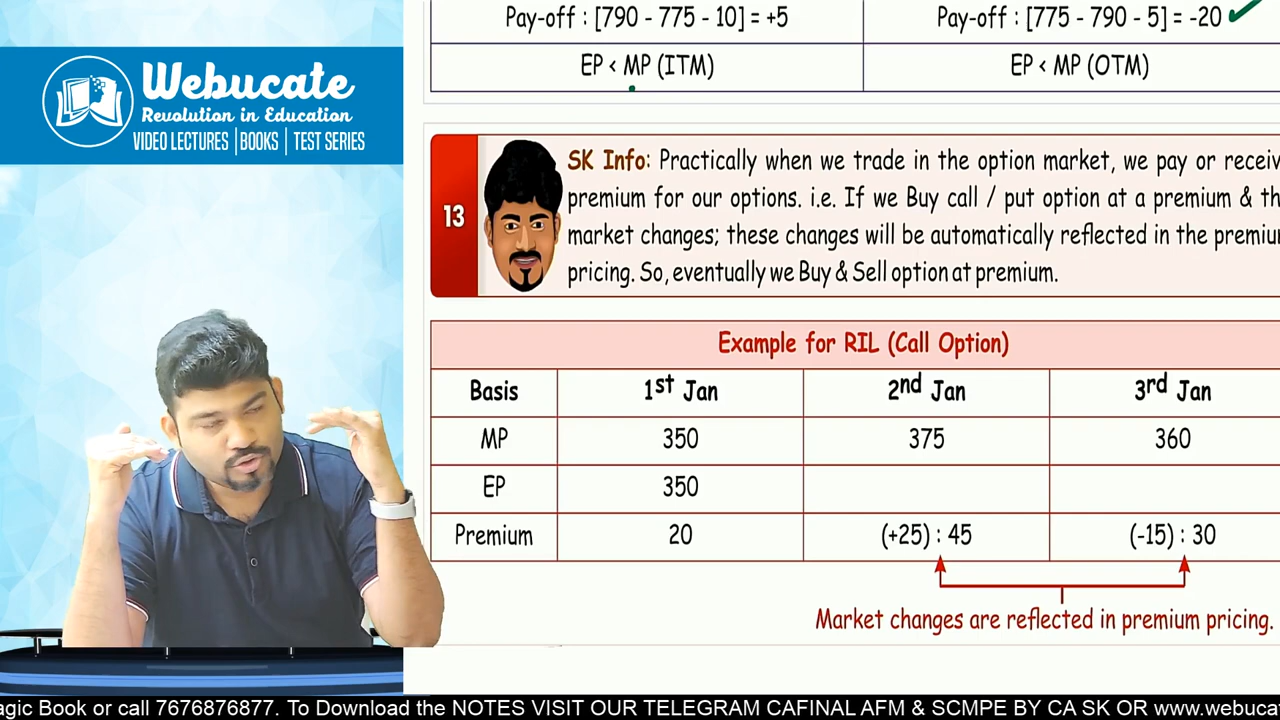 Webucate
Revolution in Education
VIDEO LECTURES | BOOKS | TEST SERIES
Pay-off : [790 - 775 - 10] = +5
Pay-off : [775 - 790 - 5] = -20
EP < MP (ITM)
EP < MP (OTM)
13
SK Info: Practically when we trade in the option market, we pay or receiv
premium for our options. i.e. If we Buy call / put option at a premium & th
market changes; these changes will be automatically reflected in the premiu
pricing. So, eventually we Buy & Sell option at premium.
Example for RIL (Call Option)
Basis 1st Jan 2nd Jan 3rd Jan
MP 350 375 360
EP 350
Premium 20 (+25) : 45 (-15) : 30
Market changes are reflected in premium pricing.
agic Book or call 7676876877. To Download the NOTES VISIT OUR TELEGRAM CAFINAL AFM & SCMPE BY CA SK OR www.webuca